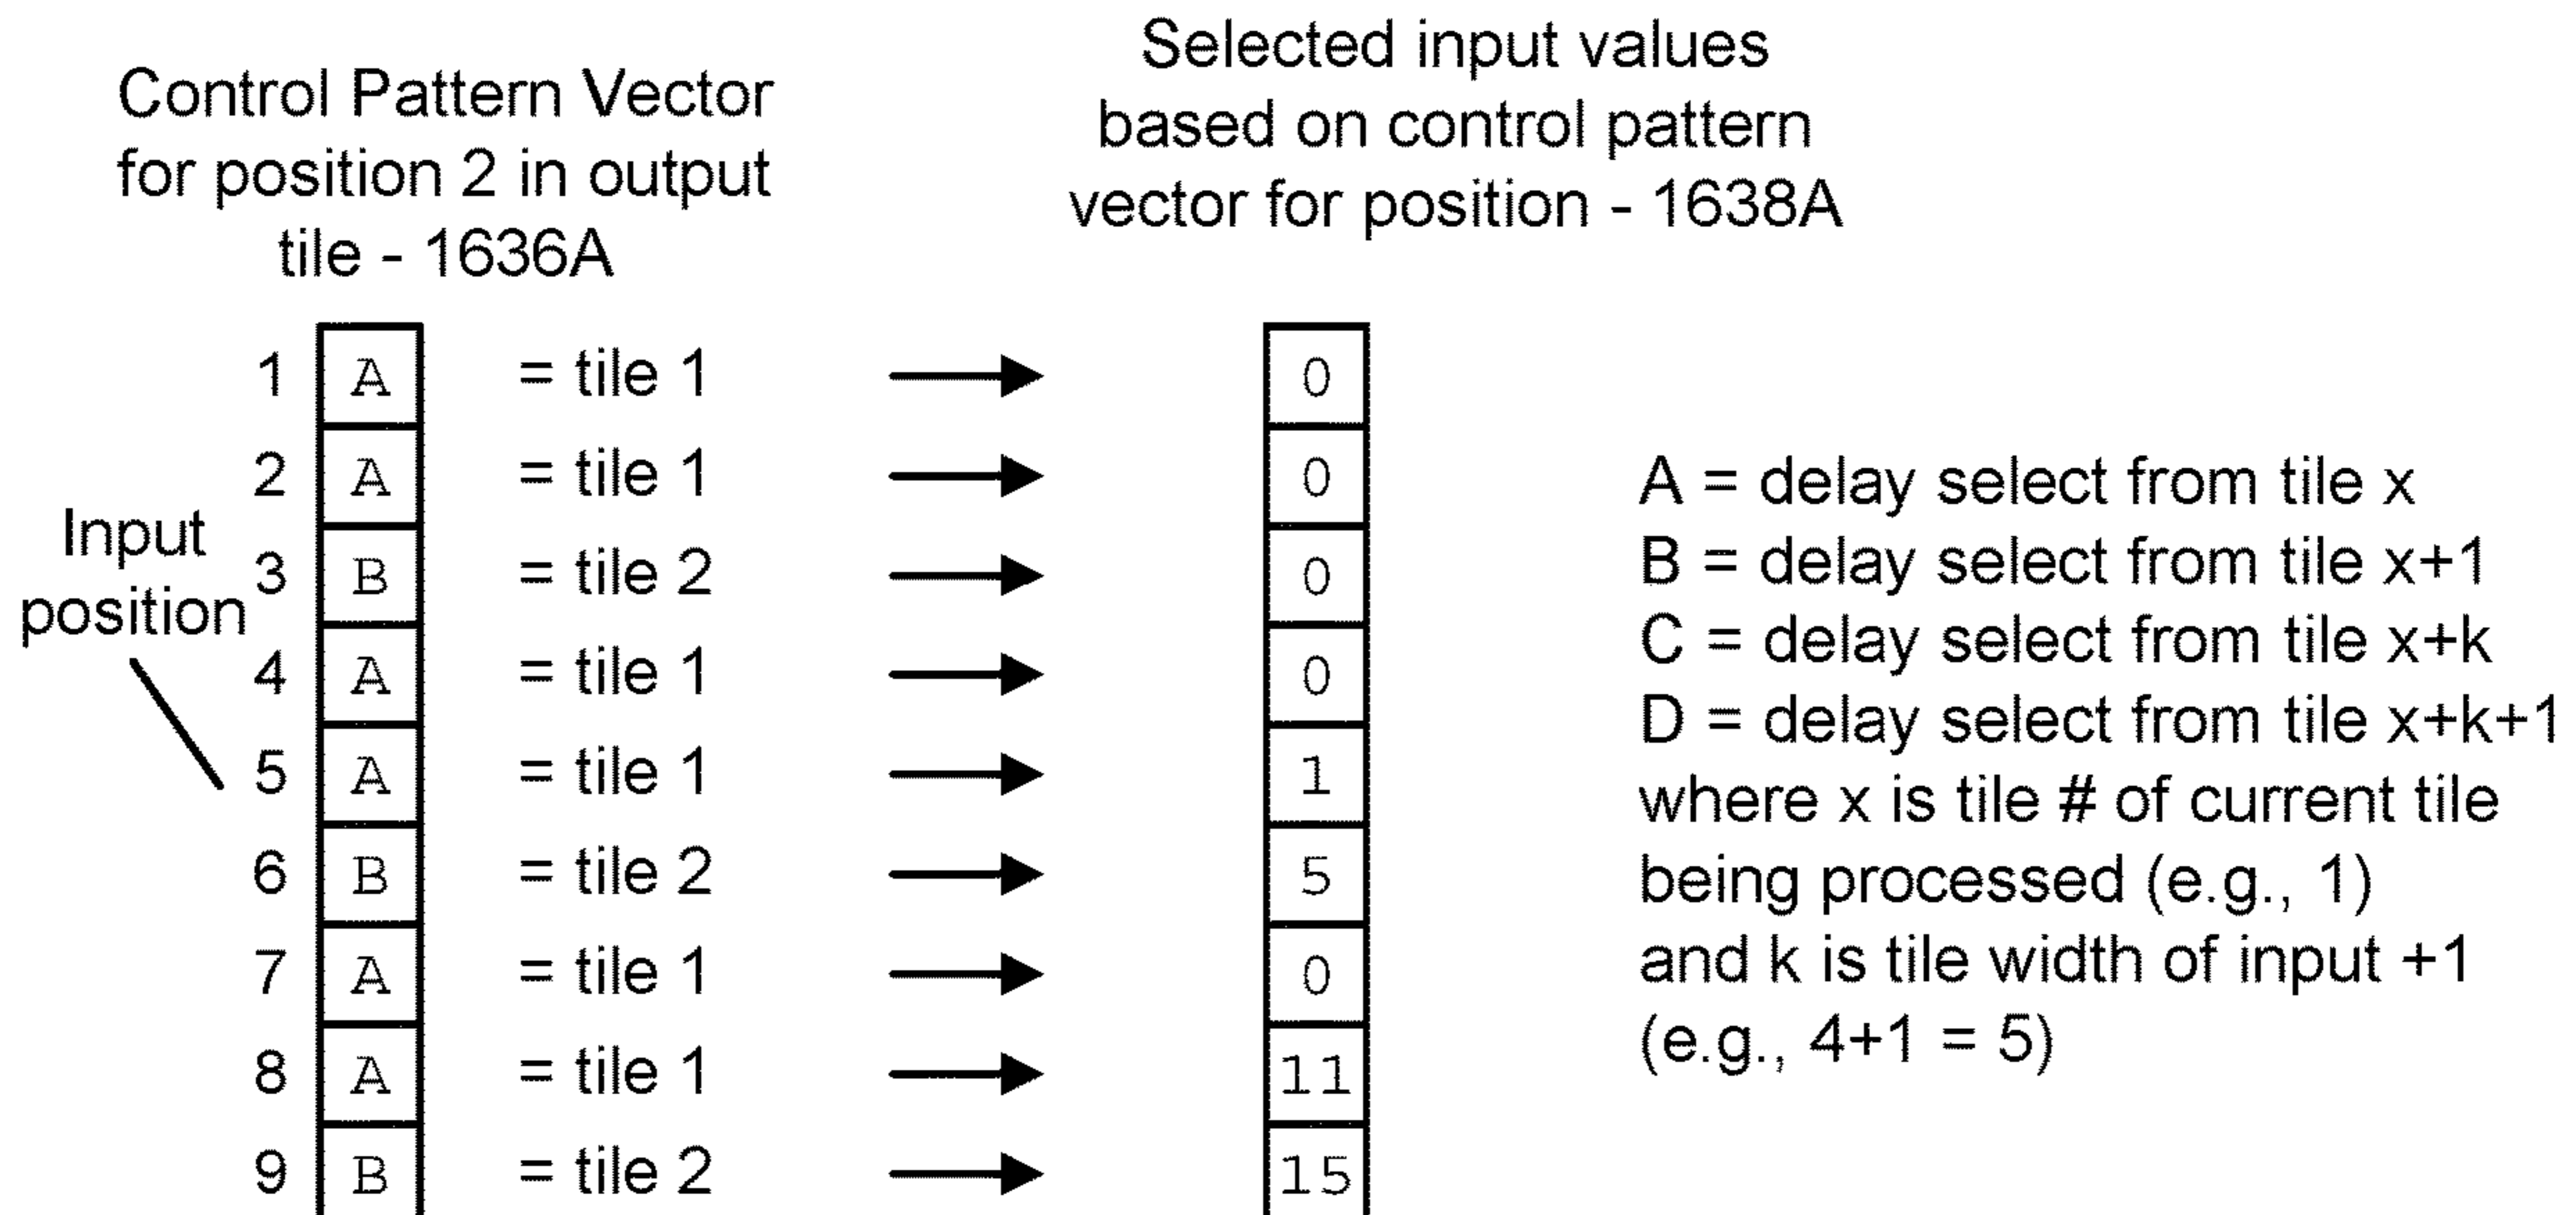 Control Pattern Vector
for position 2 in output
tile - 1636A
Selected input values
based on control pattern
vector for position - 1638A
Input
position
1 A = tile 1 0
2 A = tile 1 0
3 B = tile 2 0
4 A = tile 1 0
5 A = tile 1 1
6 B = tile 2 5
7 A = tile 1 0
8 A = tile 1 11
9 B = tile 2 15
A = delay select from tile x
B = delay select from tile x+1
C = delay select from tile x+k
D = delay select from tile x+k+1
where x is tile # of current tile
being processed (e.g., 1)
and k is tile width of input +1
(e.g., 4+1 = 5)